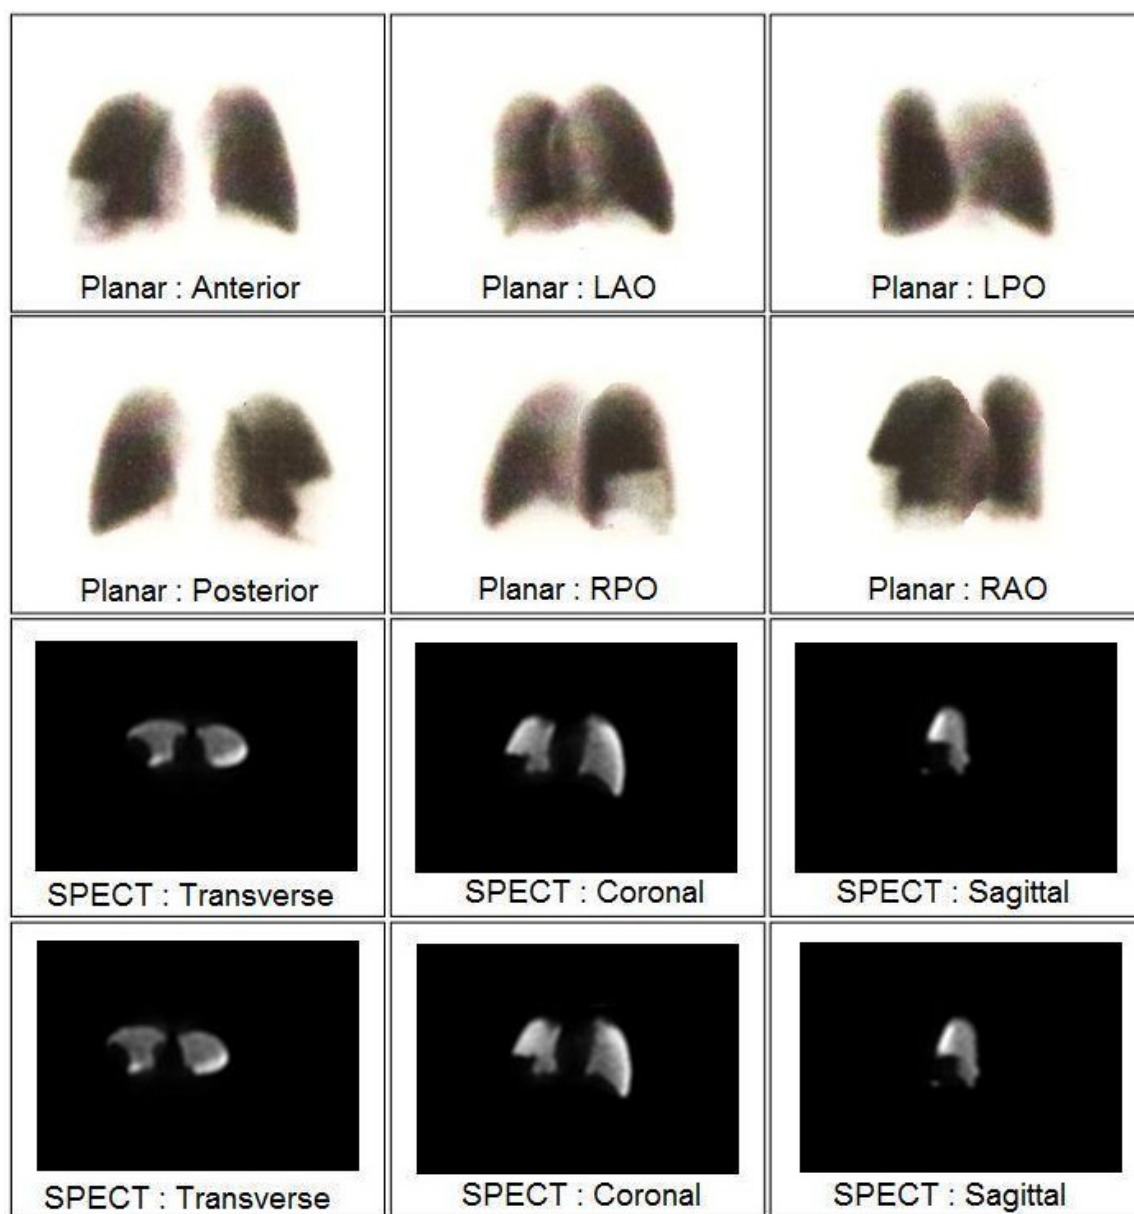 Planar : Anterior
Planar : LAO
Planar : LPO
Planar : Posterior
Planar : RPO
Planar : RAO
SPECT : Transverse
SPECT : Coronal
SPECT : Sagittal
SPECT : Transverse
SPECT : Coronal
SPECT : Sagittal